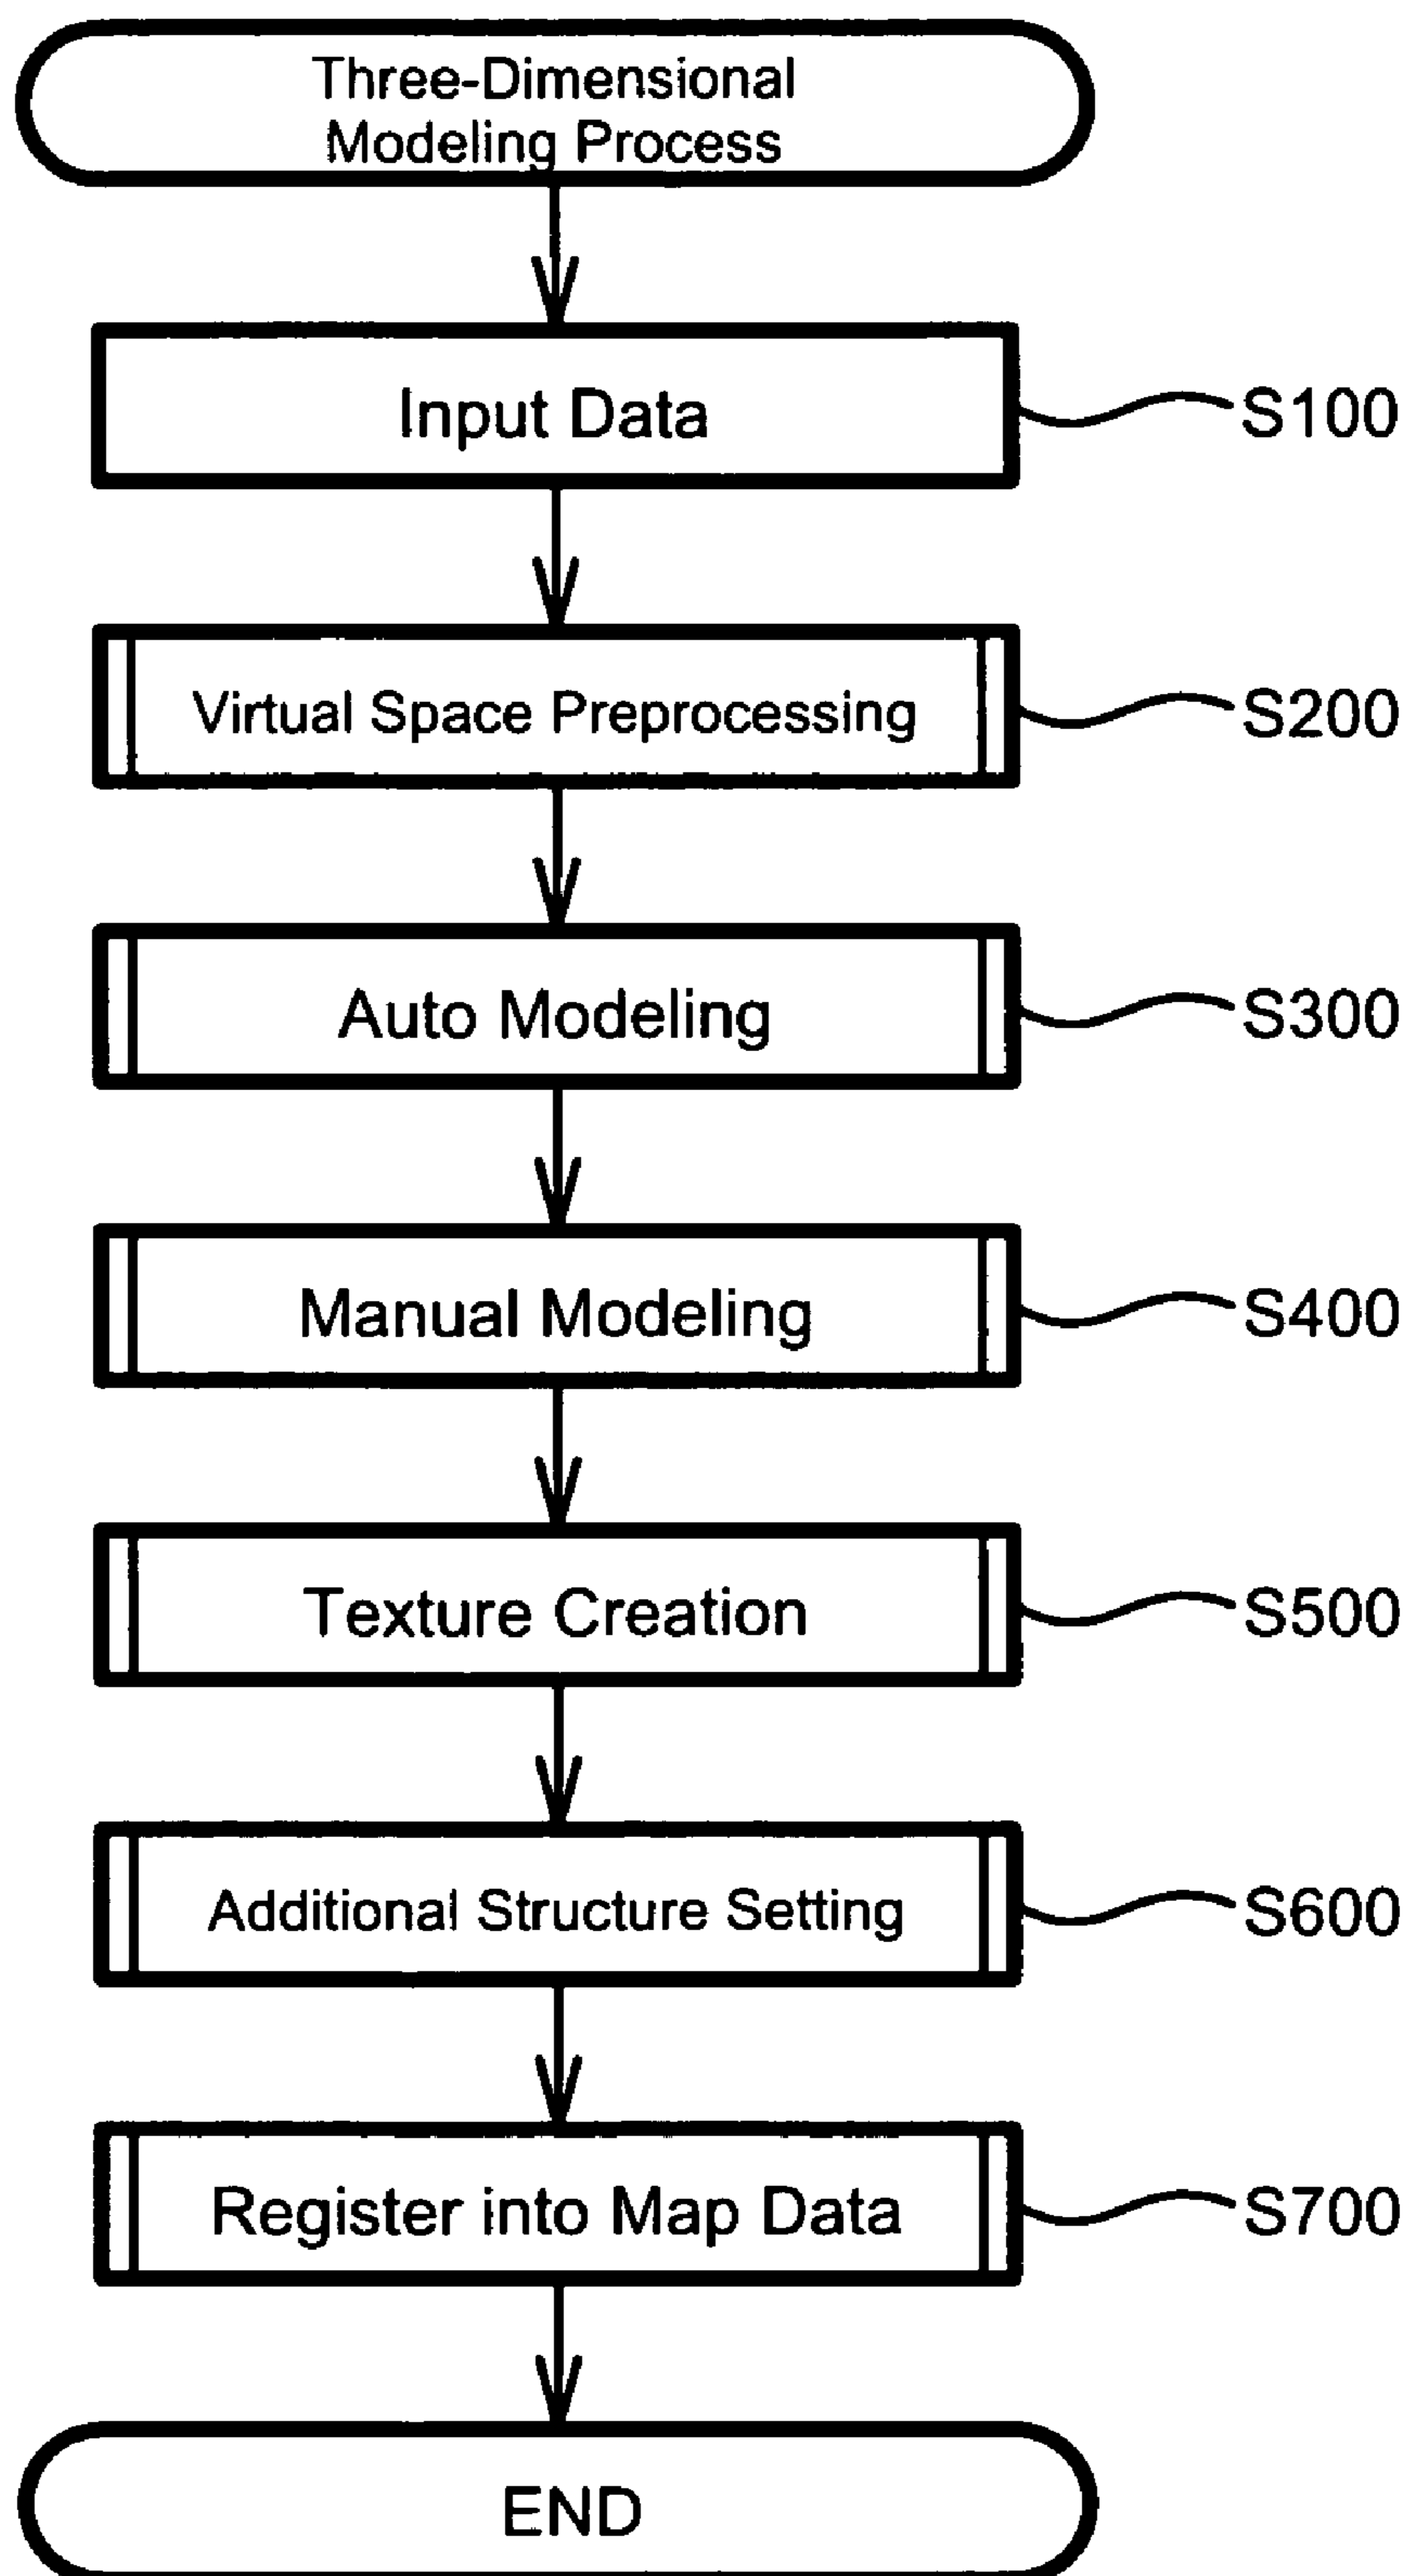 Three-Dimensional
Modeling Process
Input Data
S100
Virtual Space Preprocessing
S200
Auto Modeling
S300
Manual Modeling
S400
Texture Creation
S500
Additional Structure Setting
S600
Register into Map Data
S700
END